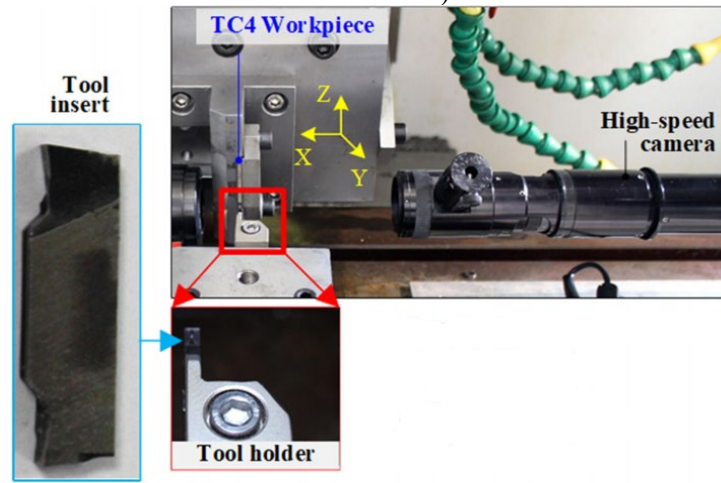 TC4 Workpiece
Tool
insert
Z
X
Y
High-speed
camera
Tool holder